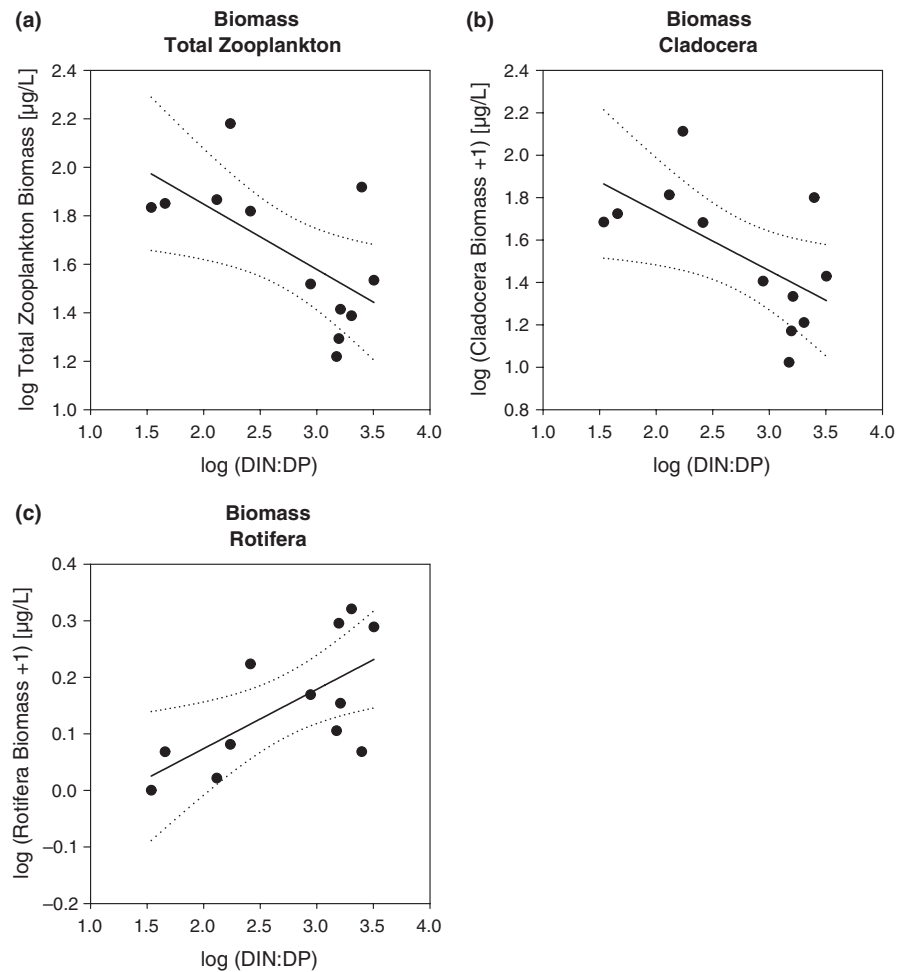 (a)
Biomass
Total Zooplankton
log Total Zooplankton Biomass [µg/L]
2.4
2.2
2.0
1.8
1.6
1.4
1.2
1.0
1.0 1.5 2.0 2.5 3.0 3.5 4.0
log (DIN:DP)
(b)
Biomass
Cladocera
log (Cladocera Biomass +1) [µg/L]
2.4
2.2
2.0
1.8
1.6
1.4
1.2
1.0
0.8
1.0 1.5 2.0 2.5 3.0 3.5 4.0
log (DIN:DP)
(c)
Biomass
Rotifera
log (Rotifera Biomass +1) [µg/L]
0.4
0.3
0.2
0.1
0.0
–0.1
–0.2
1.0 1.5 2.0 2.5 3.0 3.5 4.0
log (DIN:DP)